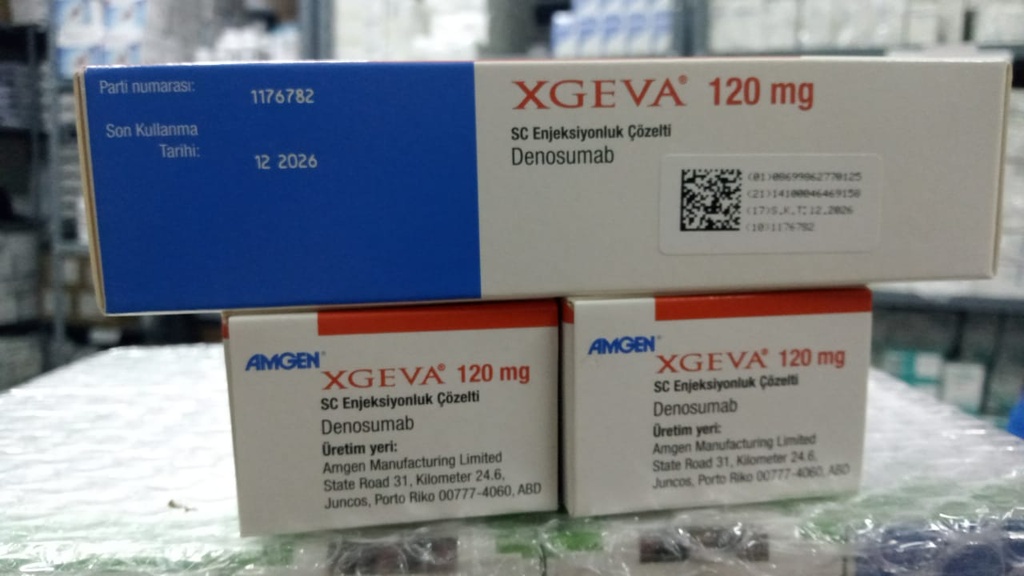 Parti numarası:
1176782
Son Kullanma
Tarihi:
12 2026
XGEVA® 120 mg
SC Enjeksiyonluk Çözelti
Denosumab
(01)08699862770125
(21)14100046469158
(17)S.K.T:12.2026
(10)1176782
AMGEN®
XGEVA® 120 mg
SC Enjeksiyonluk Çözelti
Denosumab
Üretim yeri:
Amgen Manufacturing Limited
State Road 31, Kilometer 24.6,
Juncos, Porto Riko 00777-4060, ABD
AMGEN®
XGEVA® 120 mg
SC Enjeksiyonluk Çözelti
Denosumab
Üretim yeri:
Amgen Manufacturing Limited
State Road 31, Kilometer 24.6,
Juncos, Porto Riko 00777-4060, ABD